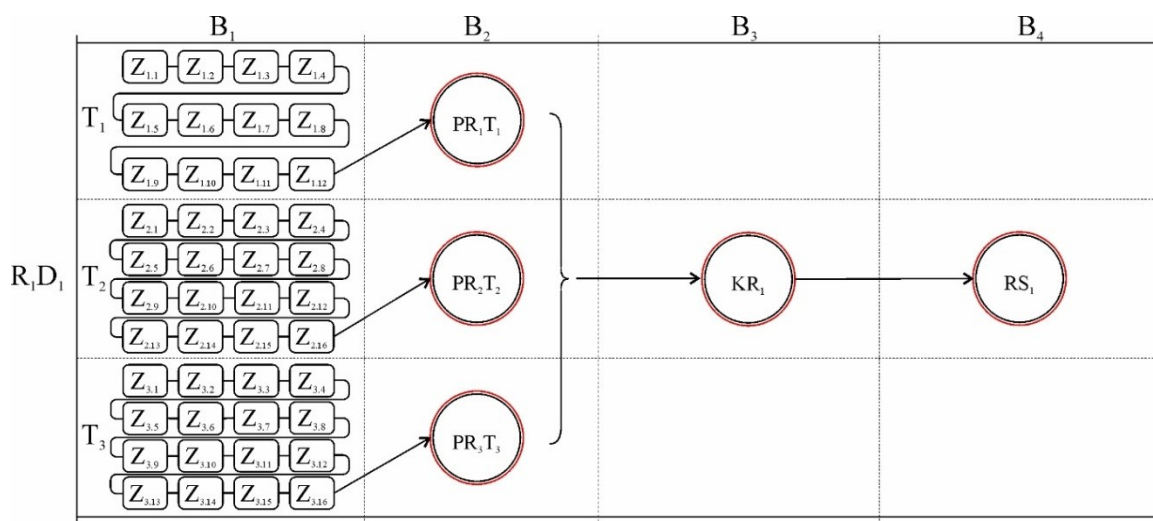 B₁ B₂ B₃ B₄
Z₁.₁ Z₁.₂ Z₁.₃ Z₁.₄
T₁ Z₁.₅ Z₁.₆ Z₁.₇ Z₁.₈ PR₁T₁
Z₁.₉ Z₁.₁₀ Z₁.₁₁ Z₁.₁₂
Z₂.₁ Z₂.₂ Z₂.₃ Z₂.₄
Z₂.₅ Z₂.₆ Z₂.₇ Z₂.₈
R₁D₁ T₂ PR₂T₂ KR₁ RS₁
Z₂.₉ Z₂.₁₀ Z₂.₁₁ Z₂.₁₂
Z₂.₁₃ Z₂.₁₄ Z₂.₁₅ Z₂.₁₆
Z₃.₁ Z₃.₂ Z₃.₃ Z₃.₄
Z₃.₅ Z₃.₆ Z₃.₇ Z₃.₈
T₃ PR₃T₃
Z₃.₉ Z₃.₁₀ Z₃.₁₁ Z₃.₁₂
Z₃.₁₃ Z₃.₁₄ Z₃.₁₅ Z₃.₁₆